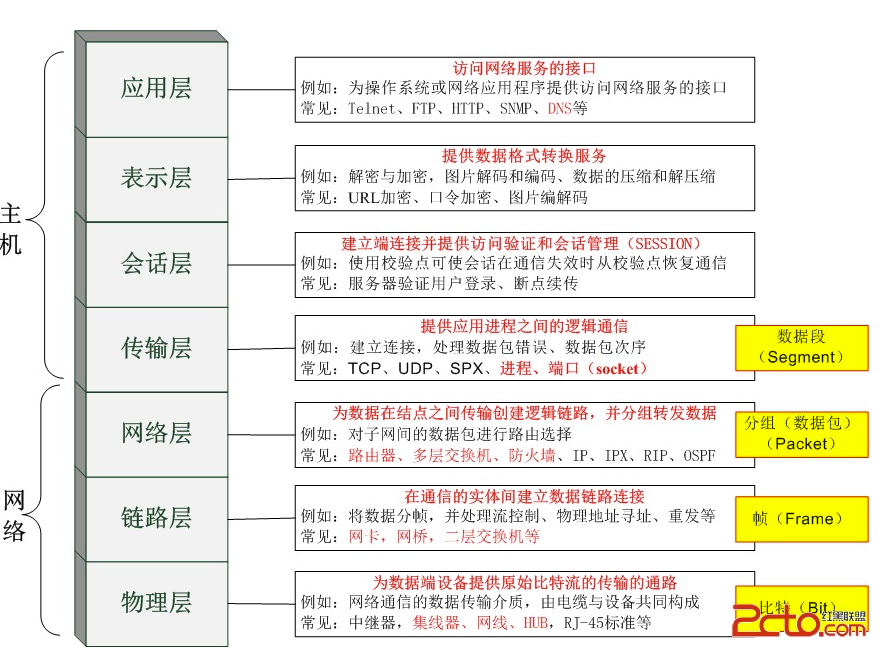 主机
应用层
访问网络服务的接口
例如：为操作系统或网络应用程序提供访问网络服务的接口
常见：Telnet、FTP、HTTP、SNMP、DNS等
表示层
提供数据格式转换服务
例如：解密与加密，图片解码和编码、数据的压缩和解压缩
常见：URL加密、口令加密、图片编解码
会话层
建立端连接并提供访问验证和会话管理（SESSION）
例如：使用校验点可使会话在通信失效时从校验点恢复通信
常见：服务器验证用户登录、断点续传
传输层
提供应用进程之间的逻辑通信
例如：建立连接，处理数据包错误、数据包次序
常见：TCP、UDP、SPX、进程、端口（socket）
数据段
（Segment）
网络
网络层
为数据在结点之间传输创建逻辑链路，并分组转发数据
例如：对子网间的数据包进行路由选择
常见：路由器、多层交换机、防火墙、IP、IPX、RIP、OSPF
分组（数据包）
（Packet）
链路层
在通信的实体间建立数据链路连接
例如：将数据分帧，并处理流控制、物理地址寻址、重发等
常见：网卡，网桥，二层交换机等
帧（Frame）
物理层
为数据端设备提供原始比特流的传输的通路
例如：网络通信的数据传输介质，由电缆与设备共同构成
常见：中继器，集线器、网线、HUB，RJ-45标准等
比特（Bit）
2cto.com
红黑联盟